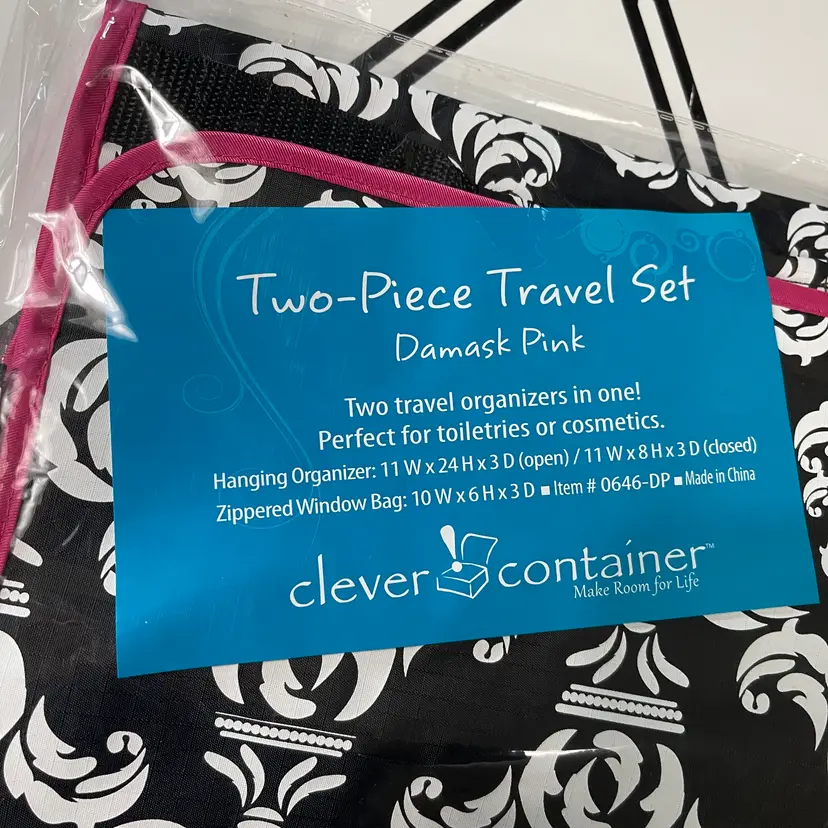 Two-Piece Travel Set
Damask Pink
Two travel organizers in one!
Perfect for toiletries or cosmetics.
Hanging Organizer: 11 W x 24 H x 3 D (open) / 11 W x 8 H x 3 D (closed)
Zippered Window Bag: 10 W x 6 H x 3 D ■ Item # 0646-DP ■ Made in China
clever container™
Make Room for Life